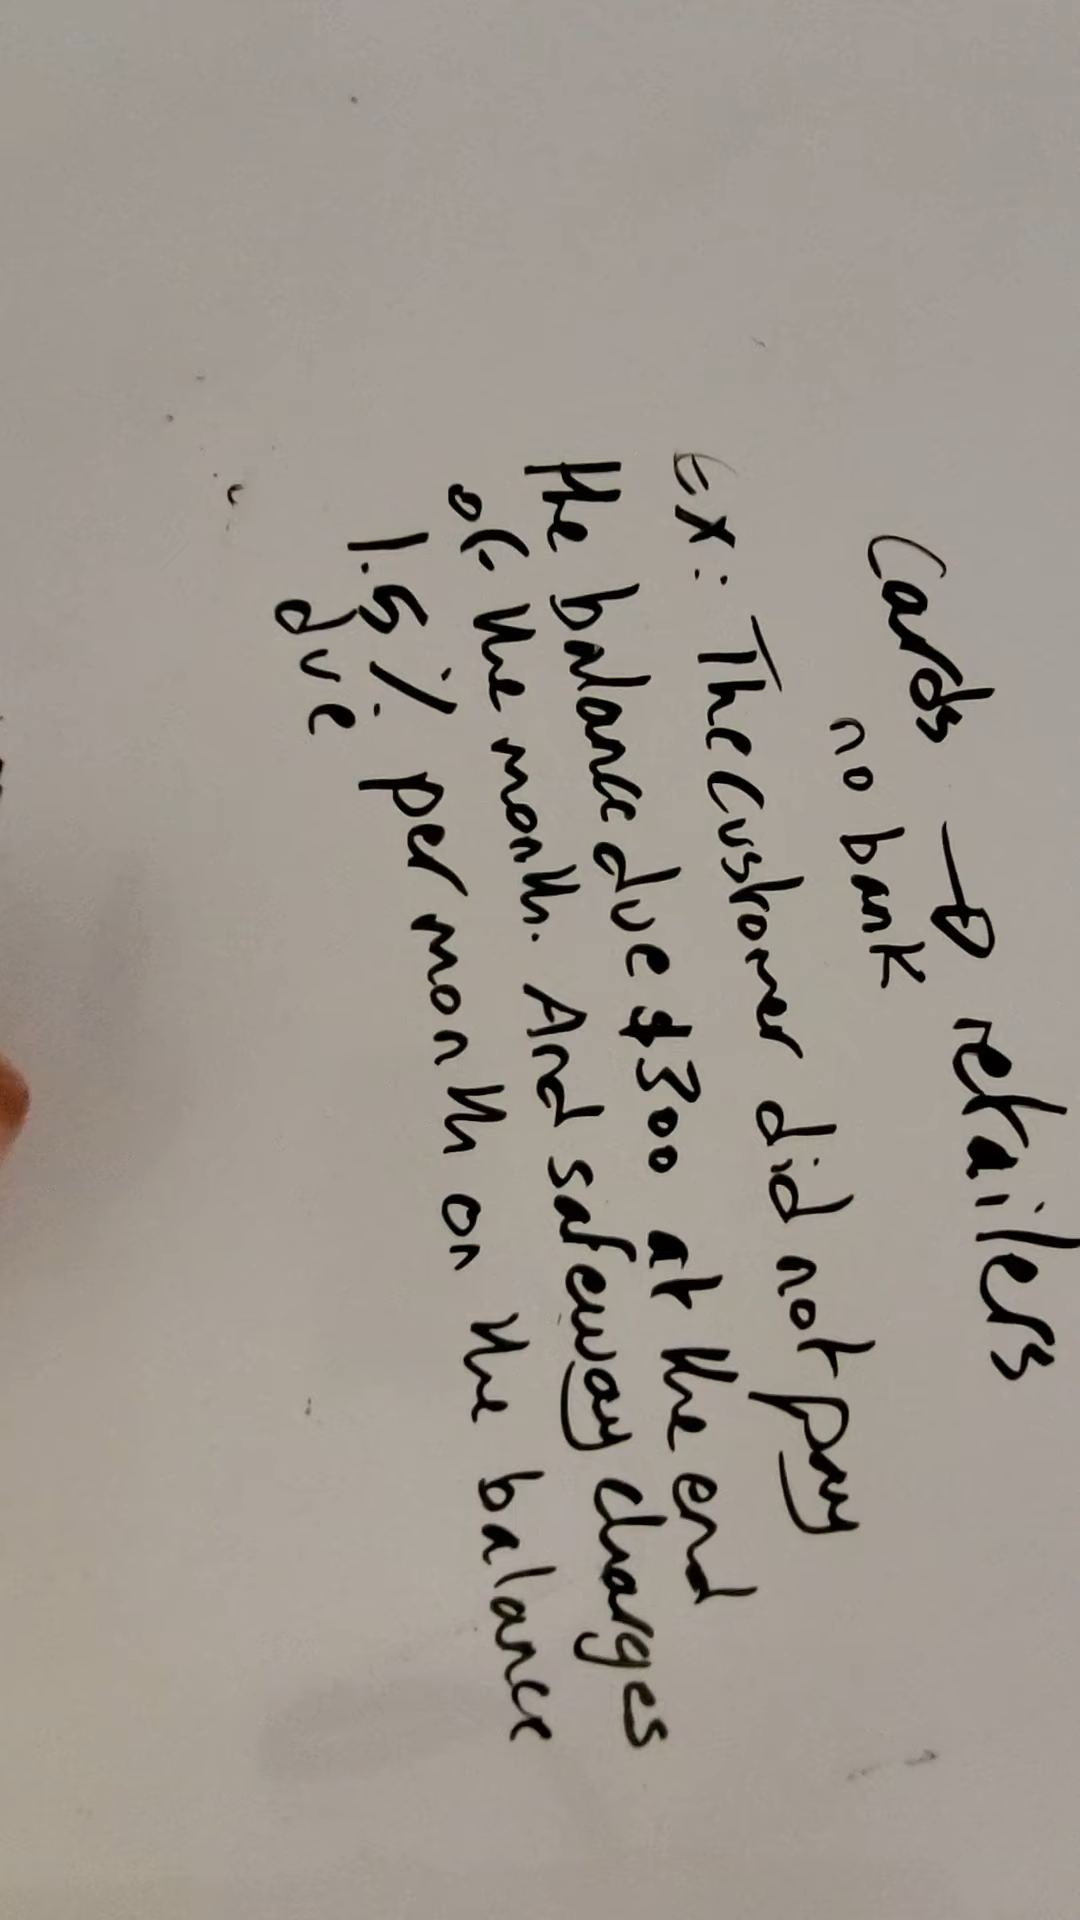 Cards → retailers
no bank
Ex: The customer did not pay
the balance due $300 at the end
of the month. And safeway charges
1.5% per month on the balance
due